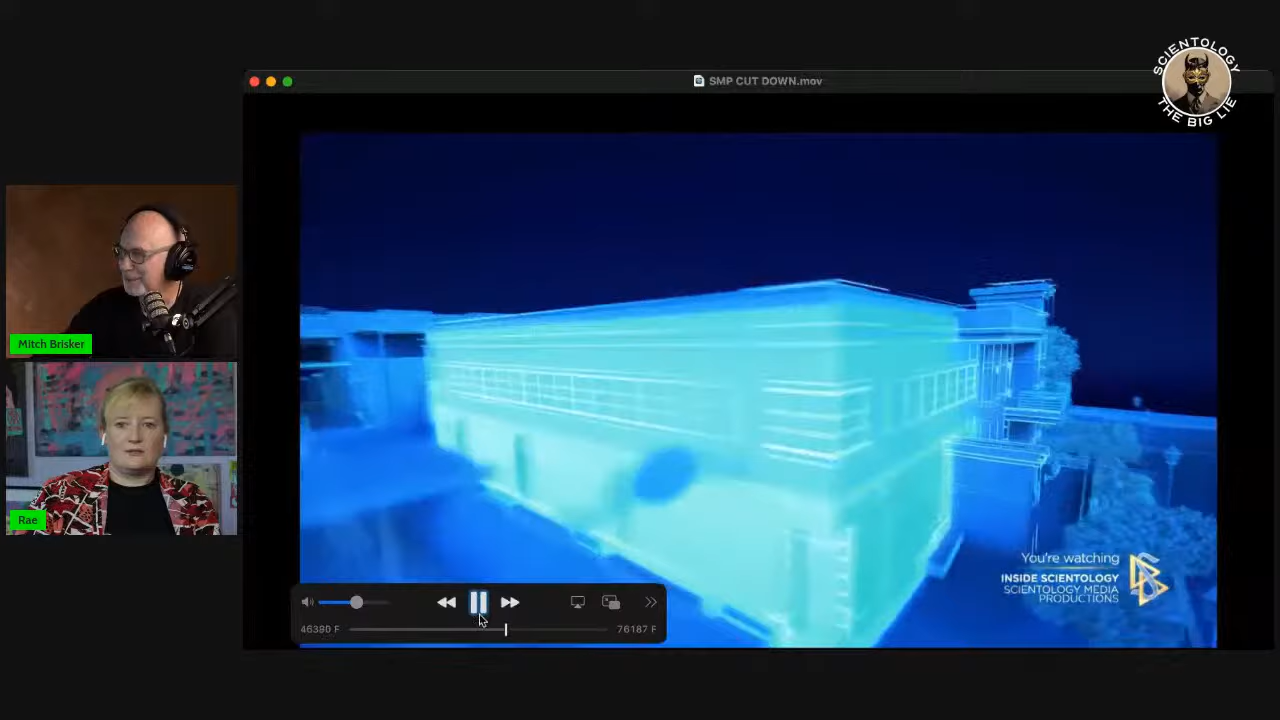 SMP CUT DOWN.mov
SCIENTOLOGY
THE BIG LIE
Mitch Brisker
Rae
You're watching
INSIDE SCIENTOLOGY
SCIENTOLOGY MEDIA
PRODUCTIONS
46380 F
76187 F